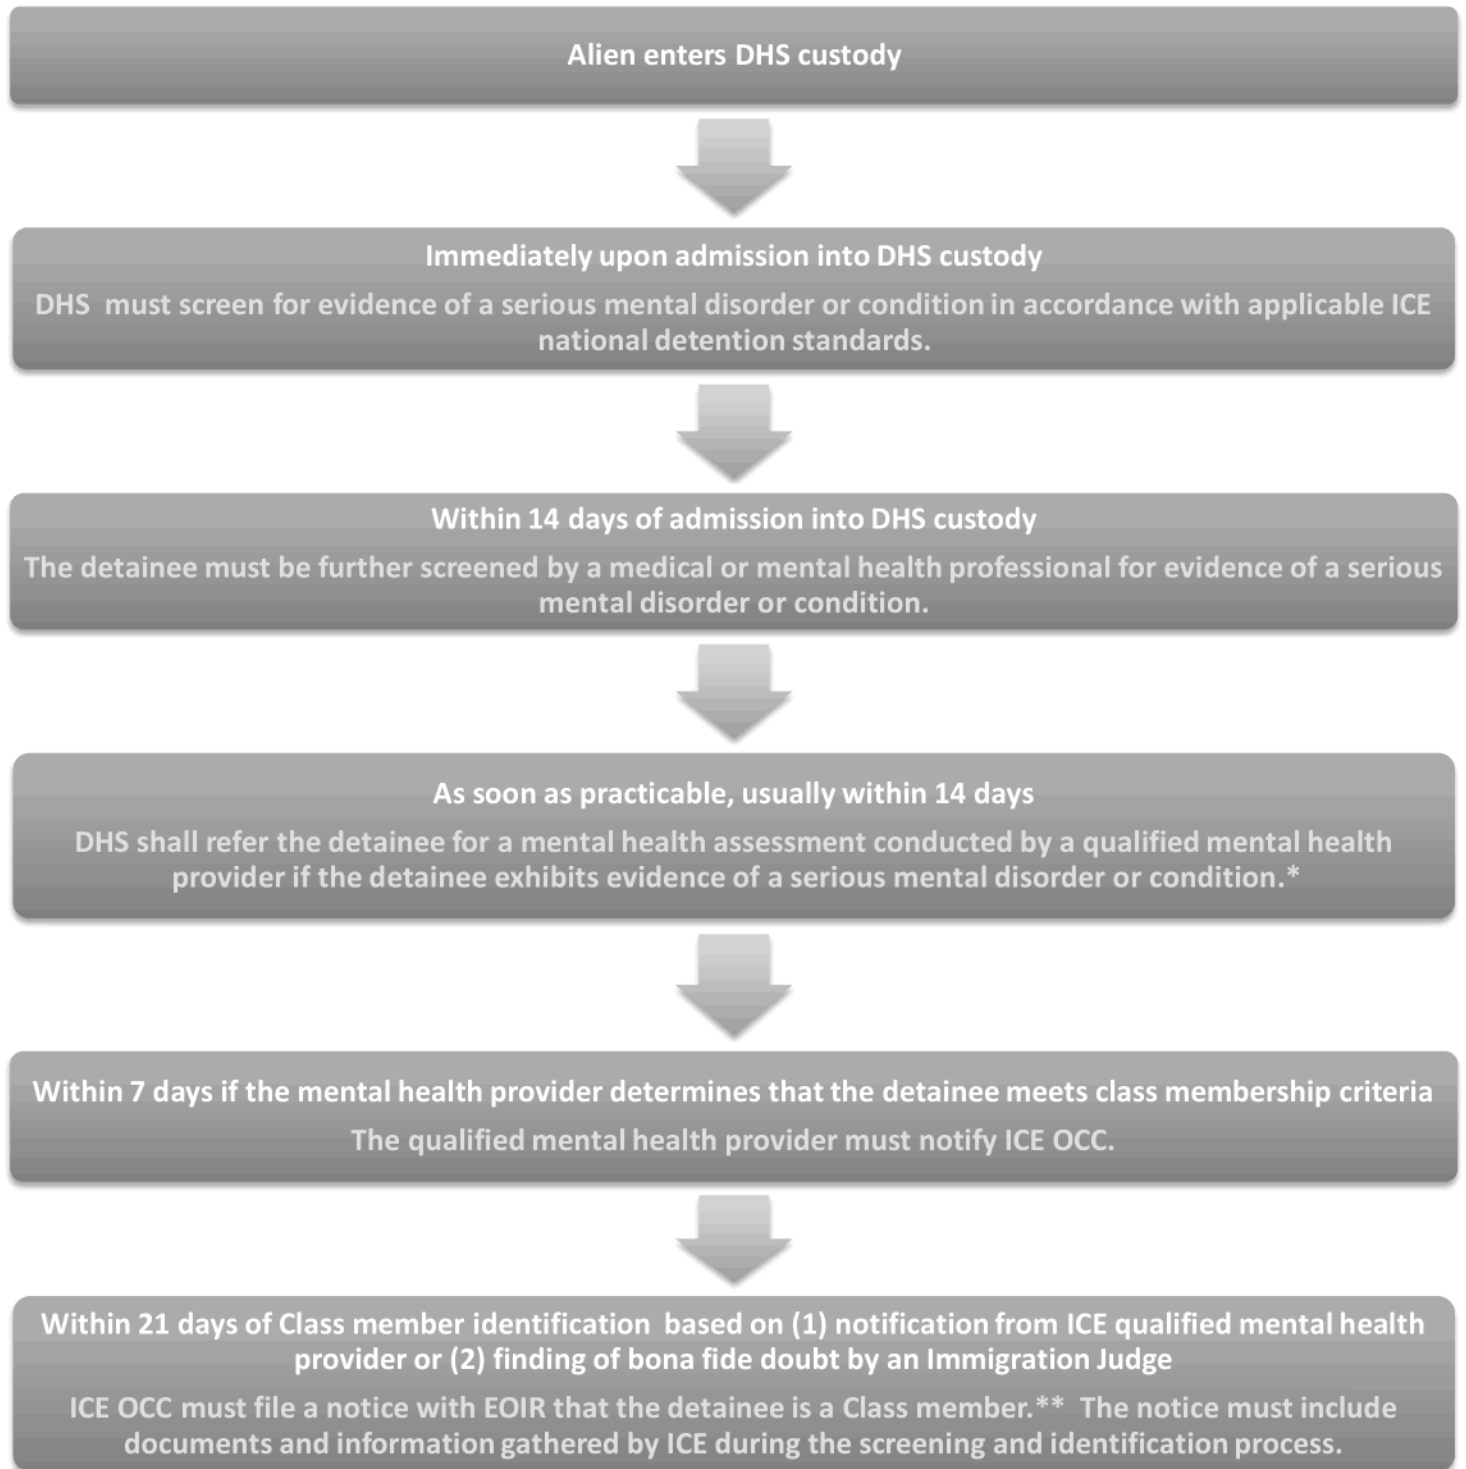 Alien enters DHS custody
Immediately upon admission into DHS custody
DHS must screen for evidence of a serious mental disorder or condition in accordance with applicable ICE
national detention standards.
Within 14 days of admission into DHS custody
The detainee must be further screened by a medical or mental health professional for evidence of a serious
mental disorder or condition.
As soon as practicable, usually within 14 days
DHS shall refer the detainee for a mental health assessment conducted by a qualified mental health
provider if the detainee exhibits evidence of a serious mental disorder or condition.*
Within 7 days if the mental health provider determines that the detainee meets class membership criteria
The qualified mental health provider must notify ICE OCC.
Within 21 days of Class member identification based on (1) notification from ICE qualified mental health
provider or (2) finding of bona fide doubt by an Immigration Judge
ICE OCC must file a notice with EOIR that the detainee is a Class member.** The notice must include
documents and information gathered by ICE during the screening and identification process.